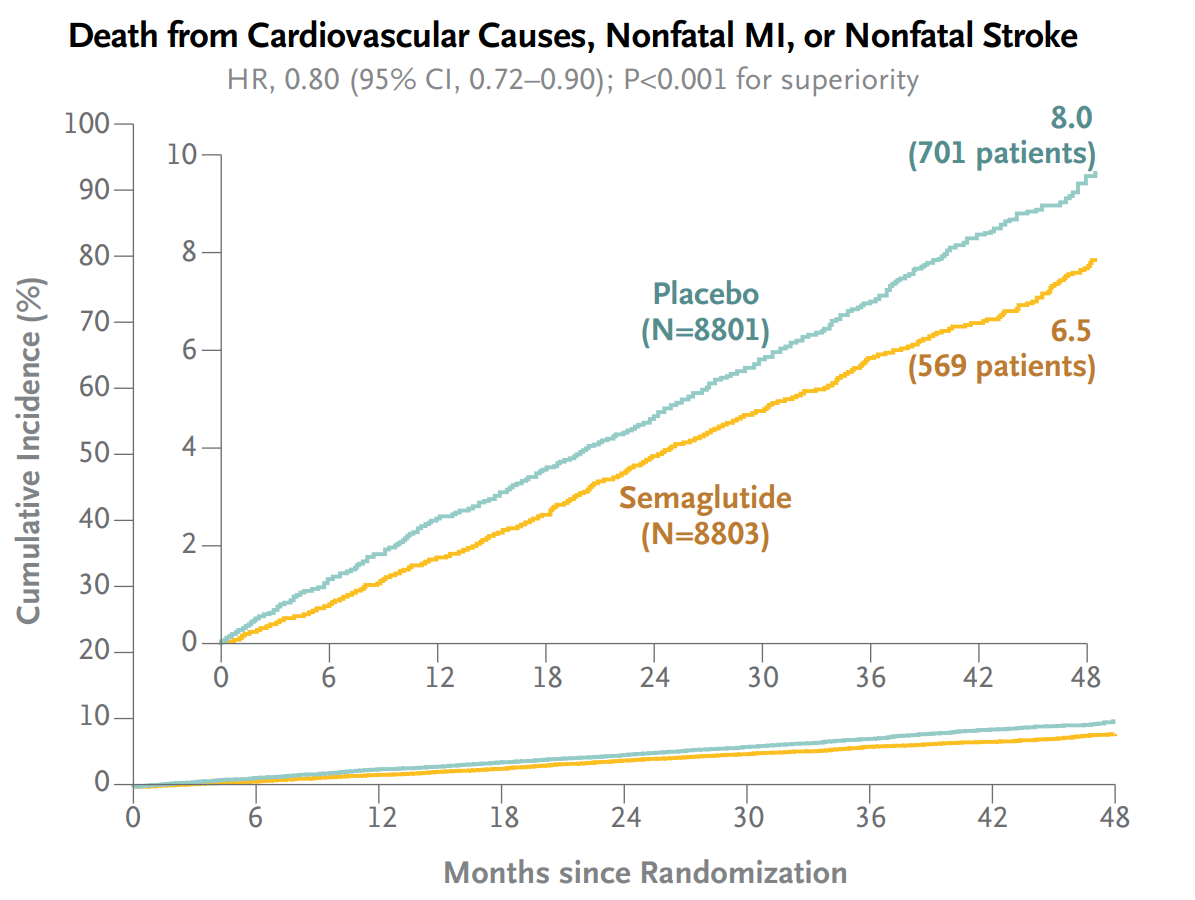 Death from Cardiovascular Causes, Nonfatal MI, or Nonfatal Stroke
HR, 0.80 (95% CI, 0.72–0.90); P<0.001 for superiority
Cumulative Incidence (%)
100
90
80
70
60
50
40
30
20
10
0
10
8
6
4
2
0
8.0
(701 patients)
Placebo
(N=8801)
6.5
(569 patients)
Semaglutide
(N=8803)
0 6 12 18 24 30 36 42 48
0 6 12 18 24 30 36 42 48
Months since Randomization